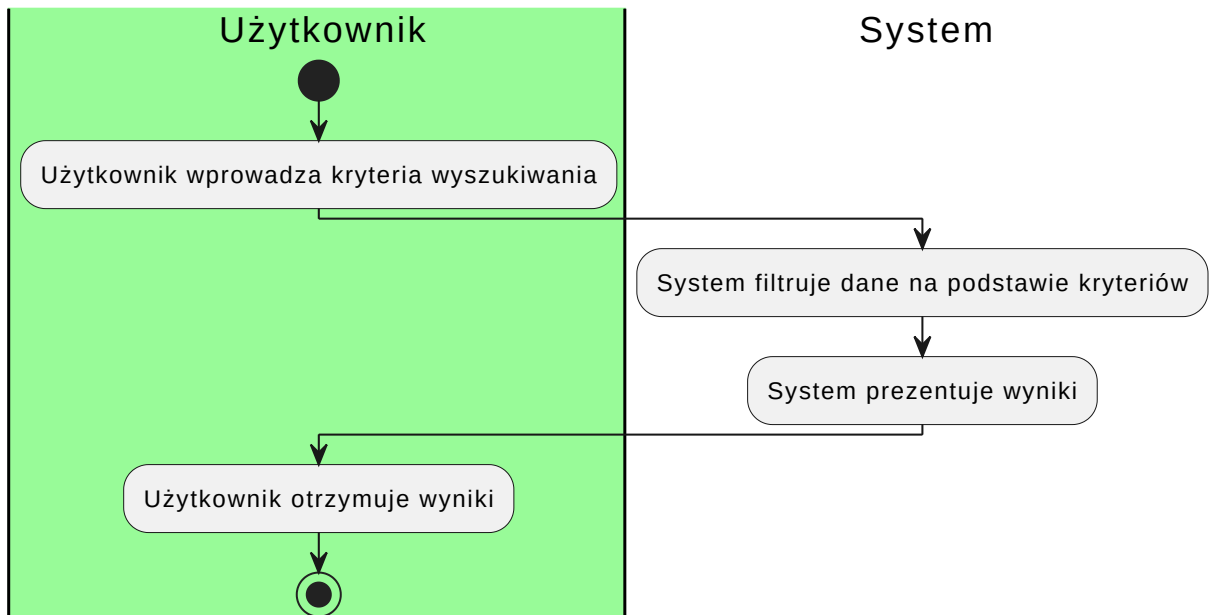 Użytkownik
System
Użytkownik wprowadza kryteria wyszukiwania
System filtruje dane na podstawie kryteriów
System prezentuje wyniki
Użytkownik otrzymuje wyniki